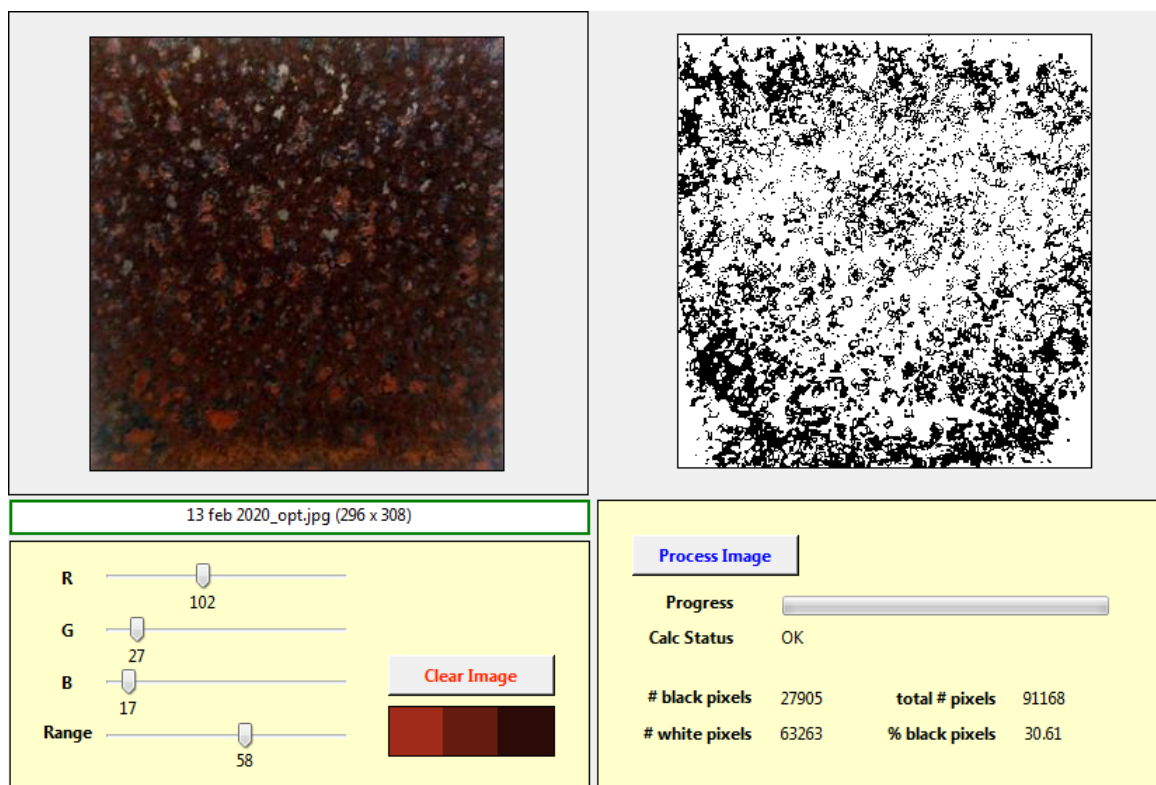 13 feb 2020_opt.jpg (296 x 308)
R
102
G
27
B
17
Range
58
Clear Image
Process Image
Progress
Calc Status OK
# black pixels 27905 total # pixels 91168
# white pixels 63263 % black pixels 30.61